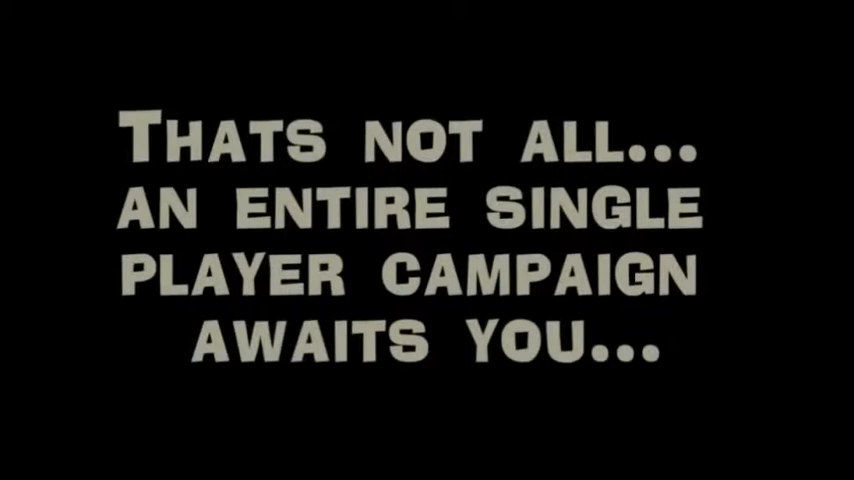 THATS NOT ALL...
AN ENTIRE SINGLE
PLAYER CAMPAIGN
AWAITS YOU...